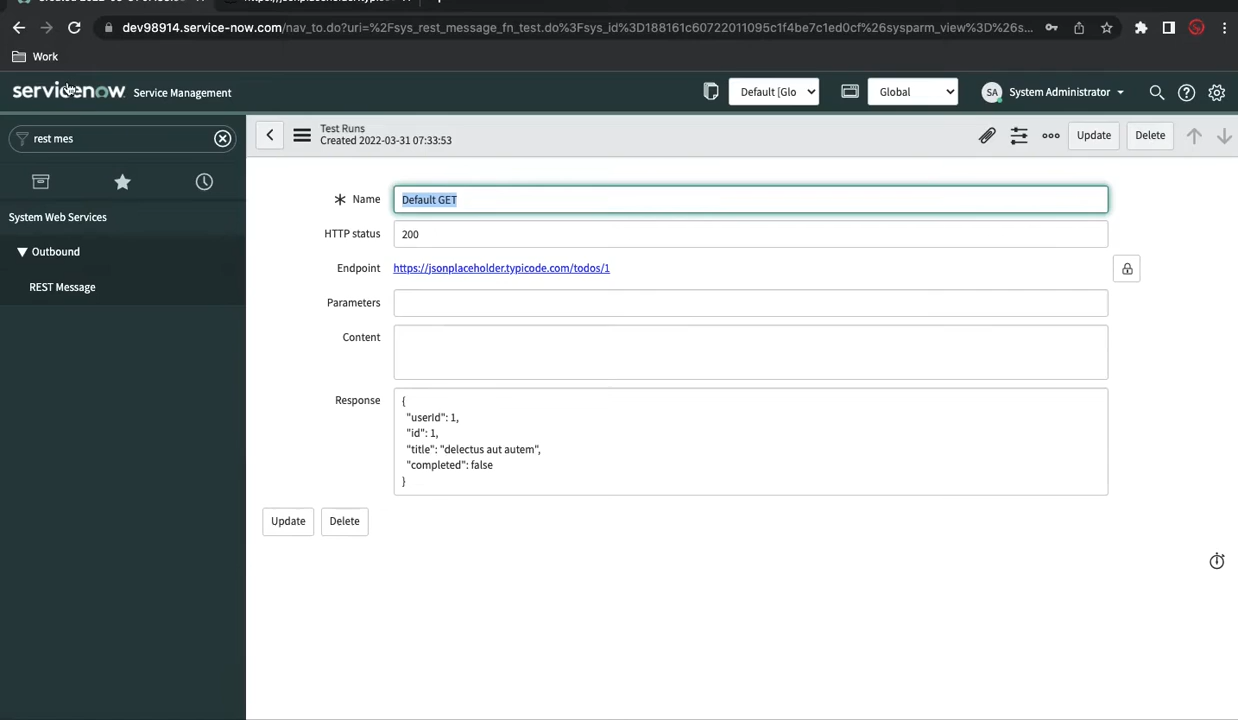 dev98914.service-now.com/nav_to.do?uri=%2Fsys_rest_message_fn_test.do%3Fsys_id%3D188161c60722011095c1f4be7c1ed0cf%26sysparm_view%3D%26s...
Work
servicenow Service Management
Default [Glo
Global
SA System Administrator
rest mes
Test Runs
Created 2022-03-31 07:33:53
Update
Delete
System Web Services
Outbound
REST Message
Name Default GET
HTTP status 200
Endpoint https://jsonplaceholder.typicode.com/todos/1
Parameters
Content
Response {
"userId": 1,
"id": 1,
"title": "delectus aut autem",
"completed": false
}
Update Delete